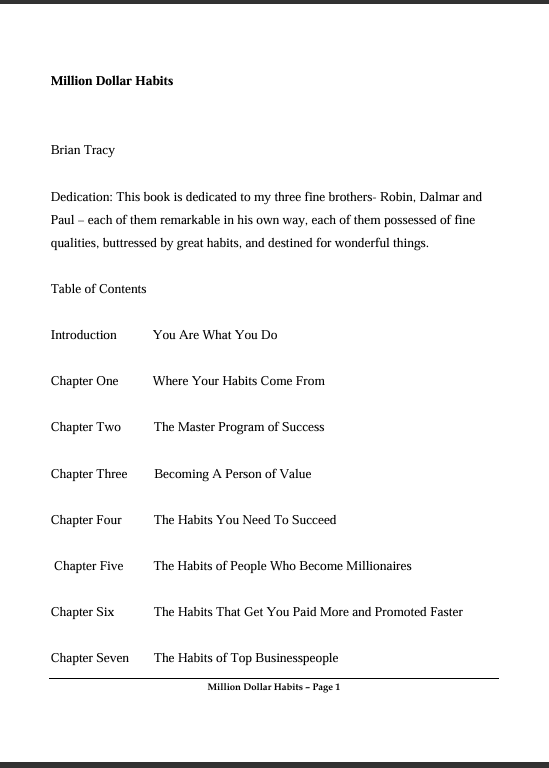 Million Dollar Habits
Brian Tracy
Dedication: This book is dedicated to my three fine brothers- Robin, Dalmar and
Paul – each of them remarkable in his own way, each of them possessed of fine
qualities, buttressed by great habits, and destined for wonderful things.
Table of Contents
Introduction You Are What You Do
Chapter One Where Your Habits Come From
Chapter Two The Master Program of Success
Chapter Three Becoming A Person of Value
Chapter Four The Habits You Need To Succeed
Chapter Five The Habits of People Who Become Millionaires
Chapter Six The Habits That Get You Paid More and Promoted Faster
Chapter Seven The Habits of Top Businesspeople
Million Dollar Habits – Page 1